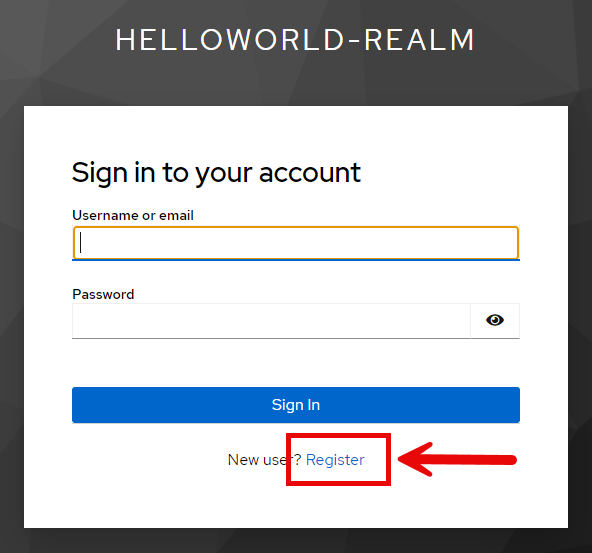 HELLOWORLD-REALM
Sign in to your account
Username or email
Password
Sign In
New user? Register